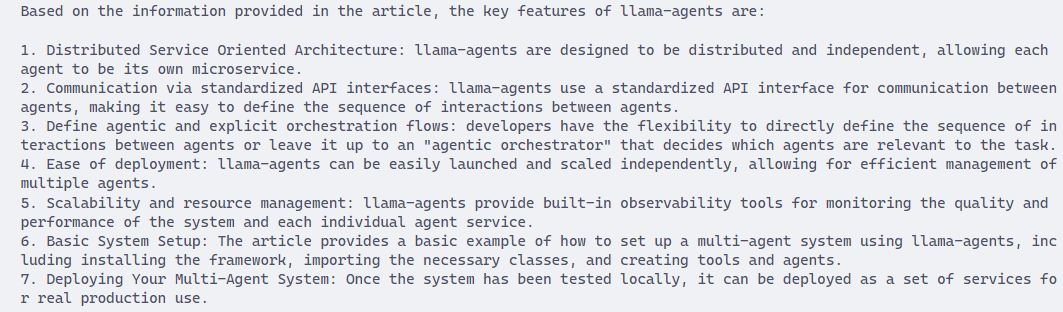 Based on the information provided in the article, the key features of llama-agents are:
1. Distributed Service Oriented Architecture: llama-agents are designed to be distributed and independent, allowing each
agent to be its own microservice.
2. Communication via standardized API interfaces: llama-agents use a standardized API interface for communication between
agents, making it easy to define the sequence of interactions between agents.
3. Define agentic and explicit orchestration flows: developers have the flexibility to directly define the sequence of in
teractions between agents or leave it up to an "agentic orchestrator" that decides which agents are relevant to the task.
4. Ease of deployment: llama-agents can be easily launched and scaled independently, allowing for efficient management of
multiple agents.
5. Scalability and resource management: llama-agents provide built-in observability tools for monitoring the quality and
performance of the system and each individual agent service.
6. Basic System Setup: The article provides a basic example of how to set up a multi-agent system using llama-agents, inc
luding installing the framework, importing the necessary classes, and creating tools and agents.
7. Deploying Your Multi-Agent System: Once the system has been tested locally, it can be deployed as a set of services fo
r real production use.